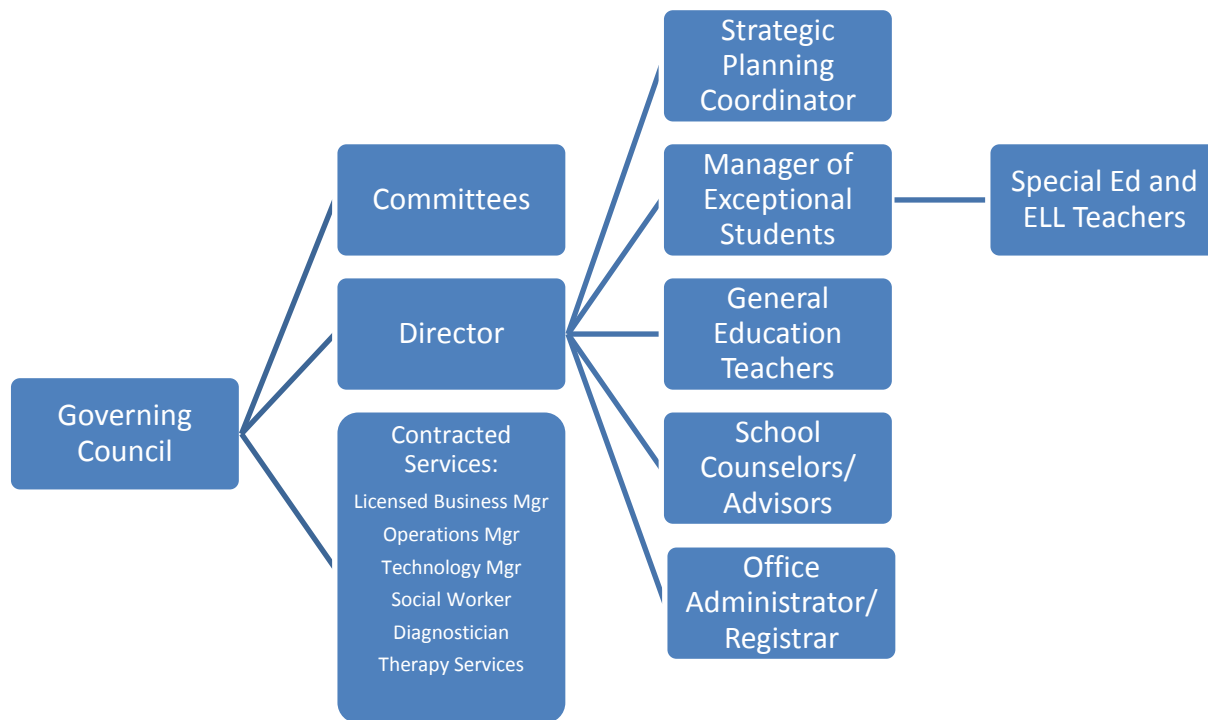 Governing
Council
Committees
Director
Contracted
Services:
Licensed Business Mgr
Operations Mgr
Technology Mgr
Social Worker
Diagnostician
Therapy Services
Strategic
Planning
Coordinator
Manager of
Exceptional
Students
General
Education
Teachers
School
Counselors/
Advisors
Office
Administrator/
Registrar
Special Ed and
ELL Teachers